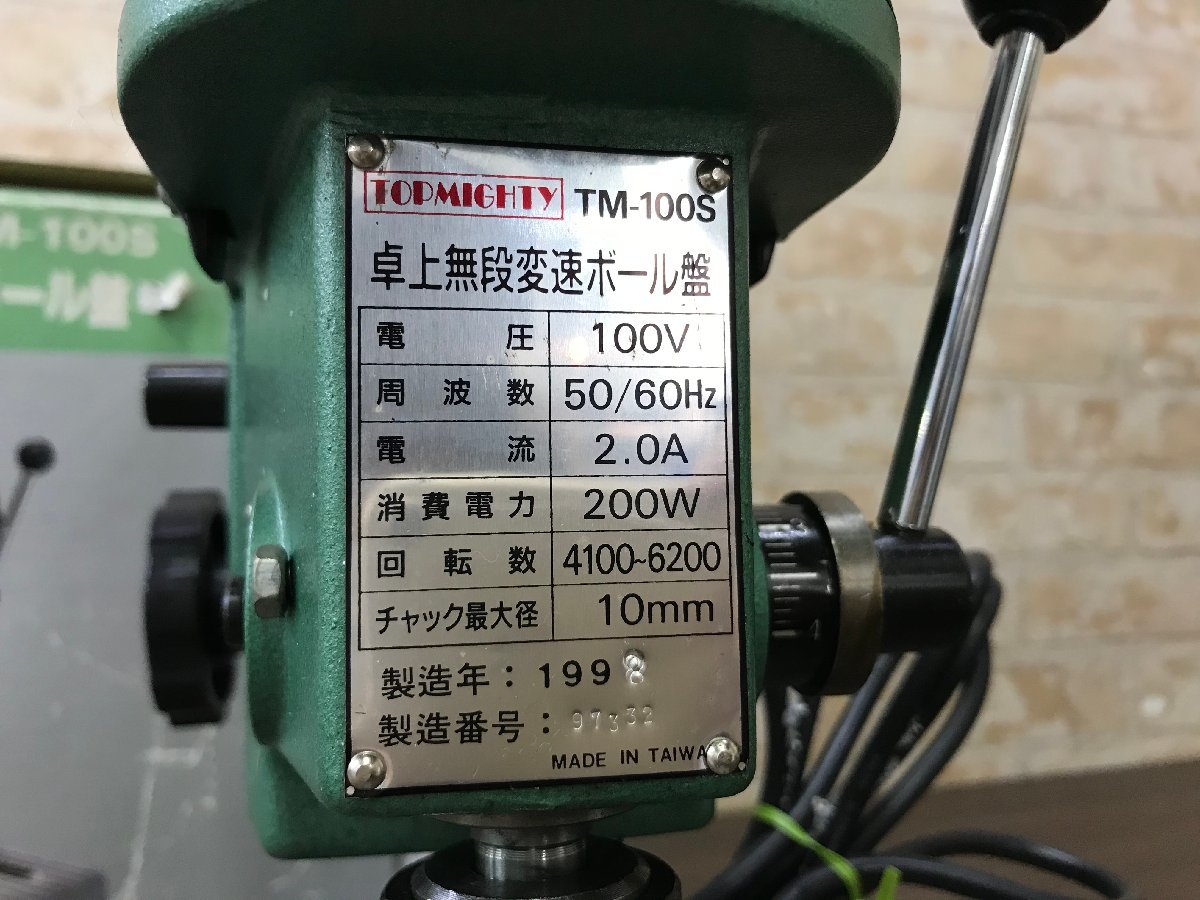 TOPMIGHTY TM-100S
卓上無段変速ボール盤
電圧 100V
周波数 50/60Hz
電流 2.0A
消費電力 200W
回転数 4100~6200
チャック最大径 10mm
製造年：1998
製造番号：97332
MADE IN TAIWA
M-100S
ール盤
4